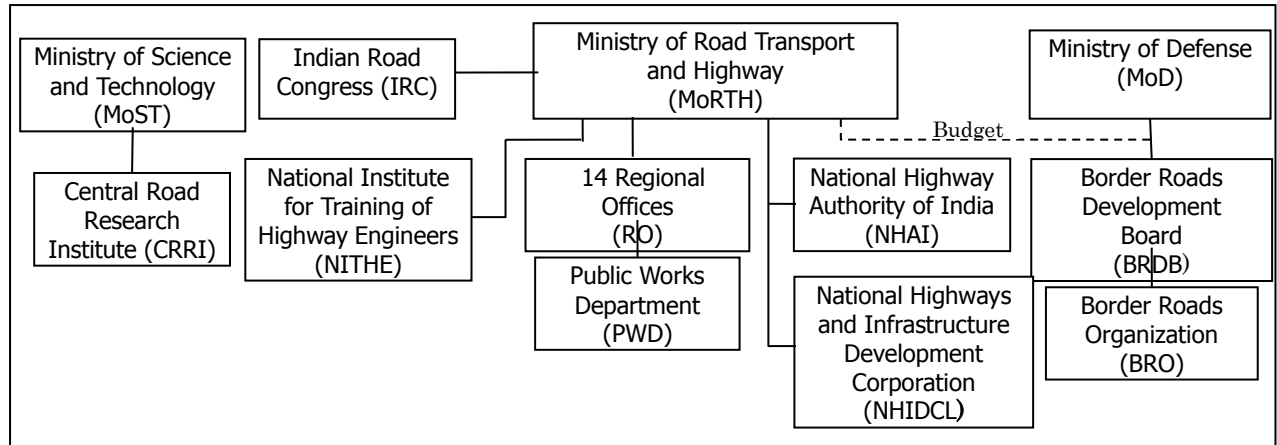 Ministry of Science
and Technology
(MoST)
Indian Road
Congress (IRC)
Ministry of Road Transport
and Highway
(MoRTH)
Ministry of Defense
(MoD)
Budget
Central Road
Research
Institute (CRRI)
National Institute
for Training of
Highway Engineers
(NITHE)
14 Regional
Offices
(RO)
National Highway
Authority of India
(NHAI)
Border Roads
Development
Board
(BRDB)
Public Works
Department
(PWD)
National Highways
and Infrastructure
Development
Corporation
(NHIDCL)
Border Roads
Organization
(BRO)